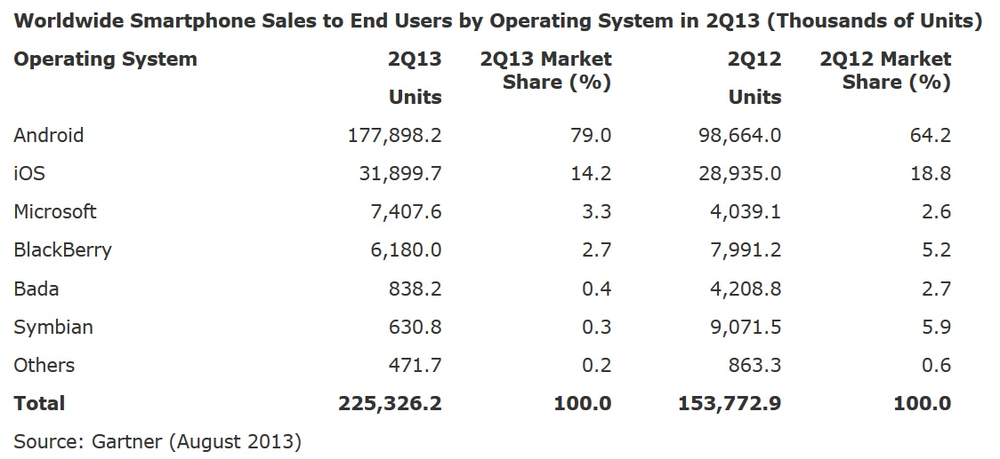 Worldwide Smartphone Sales to End Users by Operating System in 2Q13 (Thousands of Units)
Operating System 2Q13 2Q13 Market 2Q12 2Q12 Market
Share (%) Share (%)
Units Units
Android 177,898.2 79.0 98,664.0 64.2
iOS 31,899.7 14.2 28,935.0 18.8
Microsoft 7,407.6 3.3 4,039.1 2.6
BlackBerry 6,180.0 2.7 7,991.2 5.2
Bada 838.2 0.4 4,208.8 2.7
Symbian 630.8 0.3 9,071.5 5.9
Others 471.7 0.2 863.3 0.6
Total 225,326.2 100.0 153,772.9 100.0
Source: Gartner (August 2013)